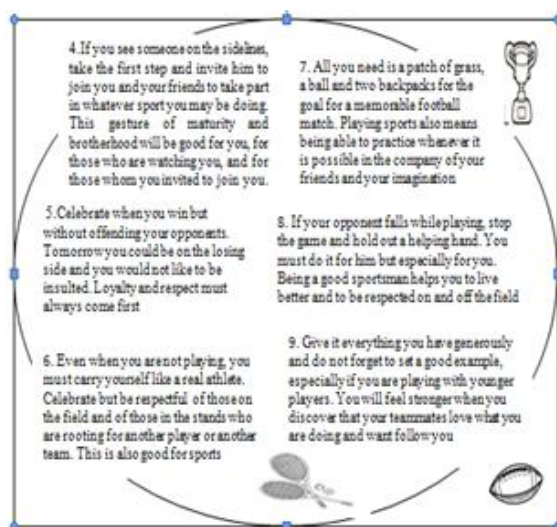 4.If you see someone on the sidelines,
take the first step and invite him to
join you and your friends to take part
in whatever sport you may be doing.
This gesture of maturity and
brotherhood will be good for you, for
those who are watching you, and for
those whom you invited to join you.
5.Celebrate when you win but
without offending your opponents.
Tomorrow you could be on the losing
side and you would not like to be
insulted. Loyalty and respect must
always come first
6. Even when you are not playing, you
must carry yourself like a real athlete.
Celebrate but be respectful of those on
the field and of those in the stands who
are rooting for another player or another
team. This is also good for sports
7. All you need is a patch of grass,
a ball and two backpacks for the
goal for a memorable football
match. Playing sports also means
being able to practice whenever it
is possible in the company of your
friends and your imagination
8. If your opponent falls while playing, stop
the game and hold out a helping hand. You
must do it for him but especially for you.
Being a good sportsman helps you to live
better and to be respected on and off the field
9. Give it everything you have generously
and do not forget to set a good example,
especially if you are playing with younger
players. You will feel stronger when you
discover that your teammates love what you
are doing and want follow you